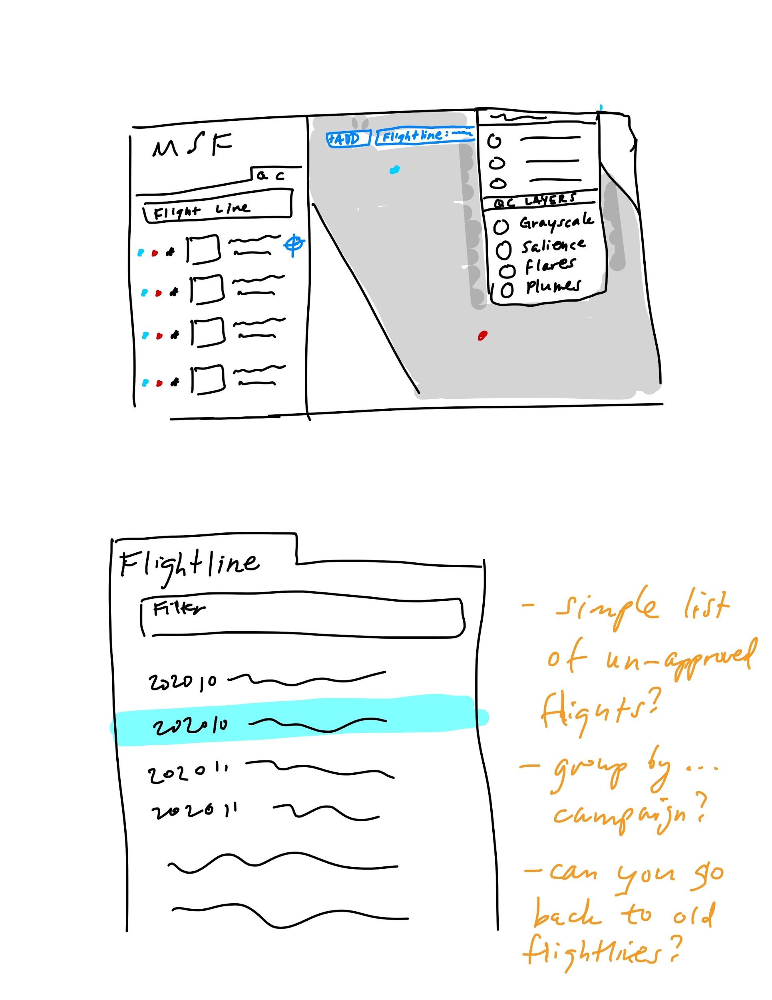 MSF
QC
Flight Line
+ADD
Flightline:
QC LAYERS
Grayscale
Salience
flares
Plumes
Flightline
Filter
202010
202010
202011
202011
- simple list
of un-approved
flights?
- group by ...
campaign?
- can you go
back to old
flightlines?